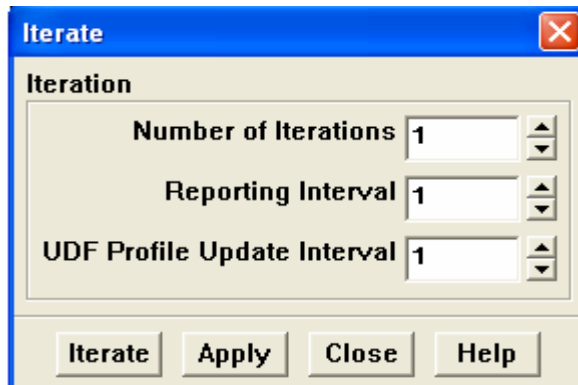 Iterate
Iteration
Number of Iterations 1
Reporting Interval 1
UDF Profile Update Interval 1
Iterate Apply Close Help